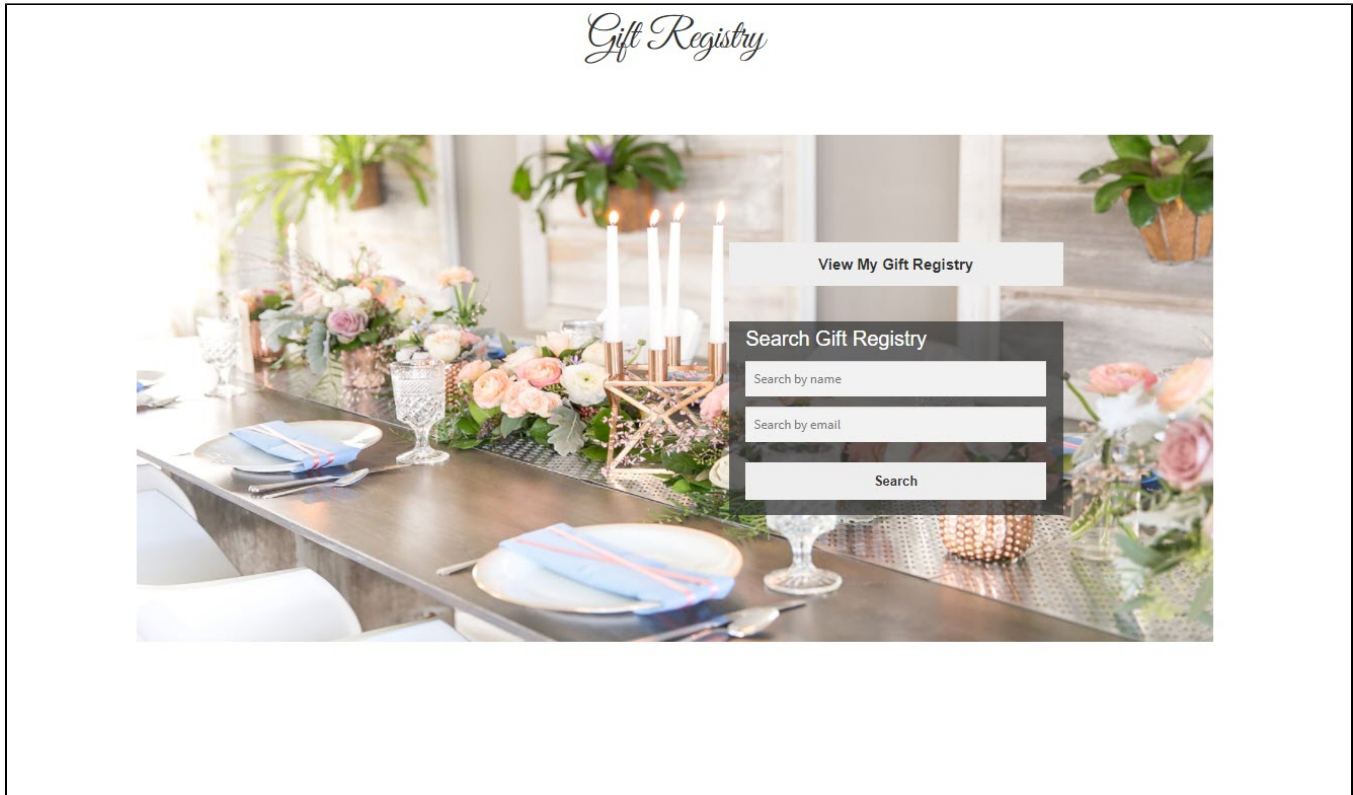 Gift Registry
View My Gift Registry
Search Gift Registry
Search by name
Search by email
Search